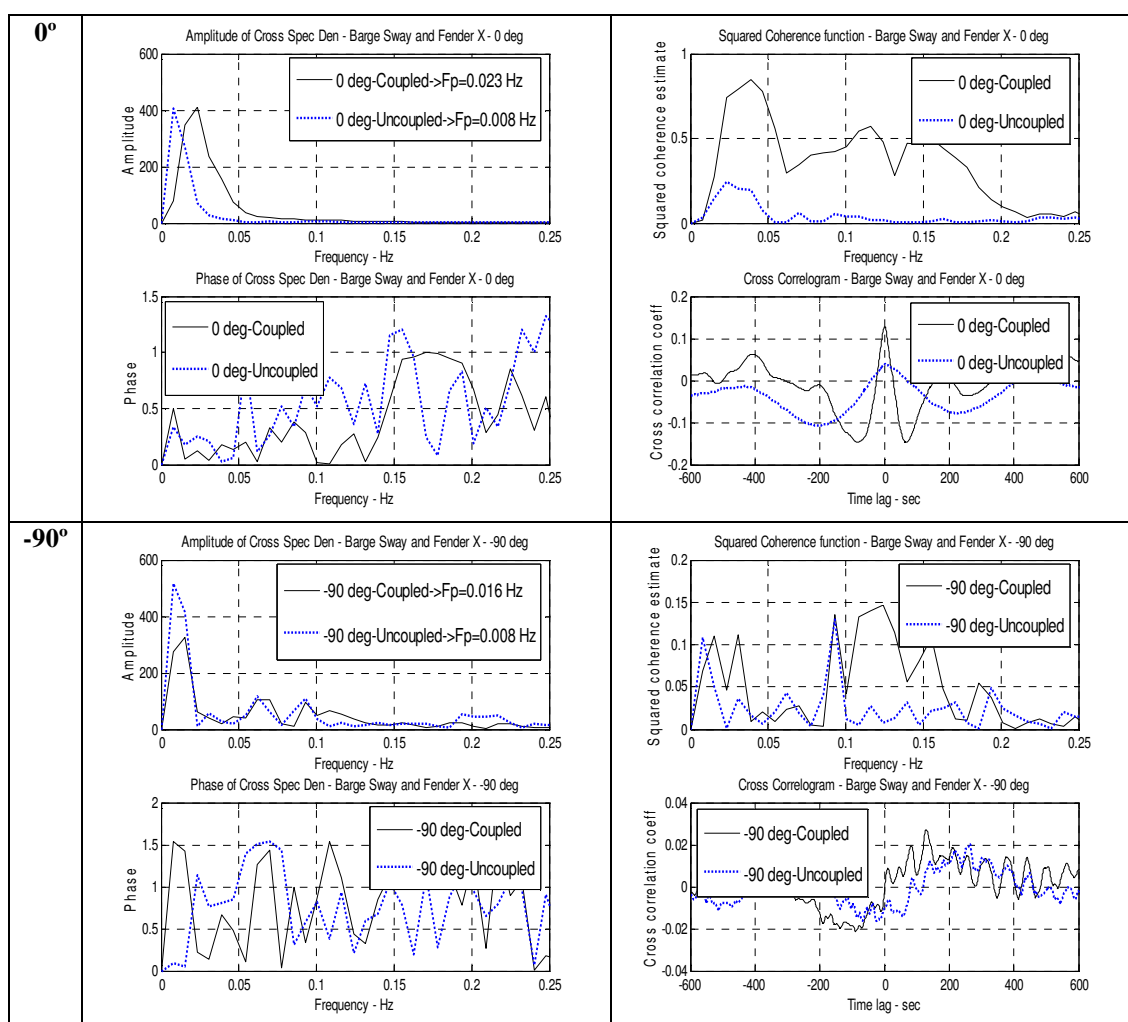 0º
Amplitude of Cross Spec Den - Barge Sway and Fender X - 0 deg
600
400
200
0
Amplitude
0 deg-Coupled->Fp=0.023 Hz
0 deg-Uncoupled->Fp=0.008 Hz
0 0.05 0.1 0.15 0.2 0.25
Frequency - Hz
Phase of Cross Spec Den - Barge Sway and Fender X - 0 deg
1.5
1
0.5
0
Phase
0 deg-Coupled
0 deg-Uncoupled
0 0.05 0.1 0.15 0.2 0.25
Frequency - Hz
Squared Coherence function - Barge Sway and Fender X - 0 deg
1
0.5
0
Squared coherence estimate
0 deg-Coupled
0 deg-Uncoupled
0 0.05 0.1 0.15 0.2 0.25
Frequency - Hz
Cross Correlogram - Barge Sway and Fender X - 0 deg
0.2
0.1
0
-0.1
-0.2
Cross correlation coeff
0 deg-Coupled
0 deg-Uncoupled
-600 -400 -200 0 200 400 600
Time lag - sec
-90º
Amplitude of Cross Spec Den - Barge Sway and Fender X - -90 deg
600
400
200
0
Amplitude
-90 deg-Coupled->Fp=0.016 Hz
-90 deg-Uncoupled->Fp=0.008 Hz
0 0.05 0.1 0.15 0.2 0.25
Frequency - Hz
Phase of Cross Spec Den - Barge Sway and Fender X - -90 deg
2
1.5
1
0.5
0
Phase
-90 deg-Coupled
-90 deg-Uncoupled
0 0.05 0.1 0.15 0.2 0.25
Frequency - Hz
Squared Coherence function - Barge Sway and Fender X - -90 deg
0.2
0.15
0.1
0.05
0
Squared coherence estimate
-90 deg-Coupled
-90 deg-Uncoupled
0 0.05 0.1 0.15 0.2 0.25
Frequency - Hz
Cross Correlogram - Barge Sway and Fender X - -90 deg
0.04
0.02
0
-0.02
-0.04
Cross correlation coeff
-90 deg-Coupled
-90 deg-Uncoupled
-600 -400 -200 0 200 400 600
Time lag - sec